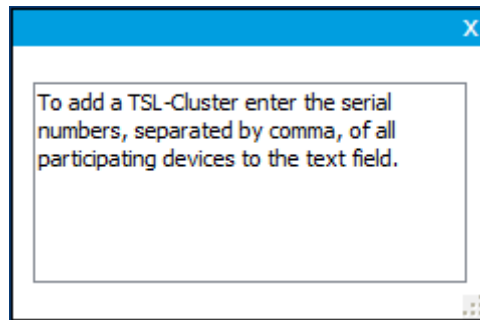 X
To add a TSL-Cluster enter the serial
numbers, separated by comma, of all
participating devices to the text field.